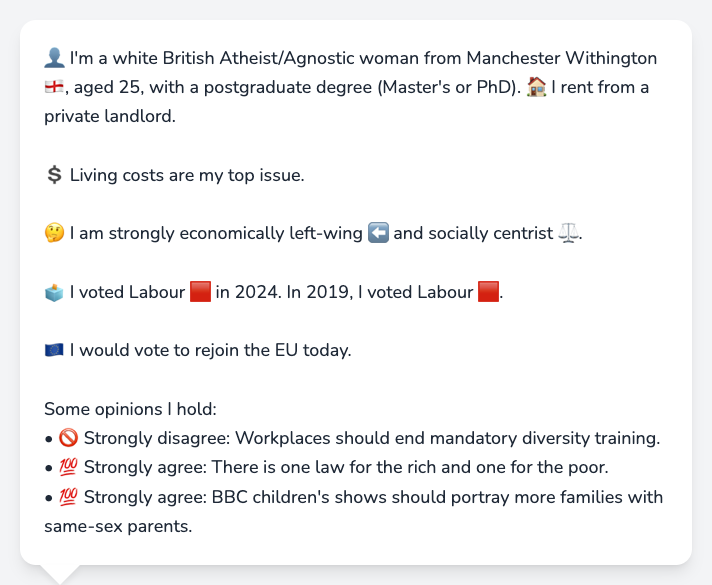 👤 I'm a white British Atheist/Agnostic woman from Manchester Withington
🏴󠁧󠁢󠁥󠁮󠁧󠁿, aged 25, with a postgraduate degree (Master's or PhD). 🏠 I rent from a
private landlord.
💲 Living costs are my top issue.
🤔 I am strongly economically left-wing ⬅️ and socially centrist ⚖️.
🗳️ I voted Labour 🟥 in 2024. In 2019, I voted Labour 🟥.
🇪🇺 I would vote to rejoin the EU today.
Some opinions I hold:
• 🚫 Strongly disagree: Workplaces should end mandatory diversity training.
• 💯 Strongly agree: There is one law for the rich and one for the poor.
• 💯 Strongly agree: BBC children's shows should portray more families with
same-sex parents.